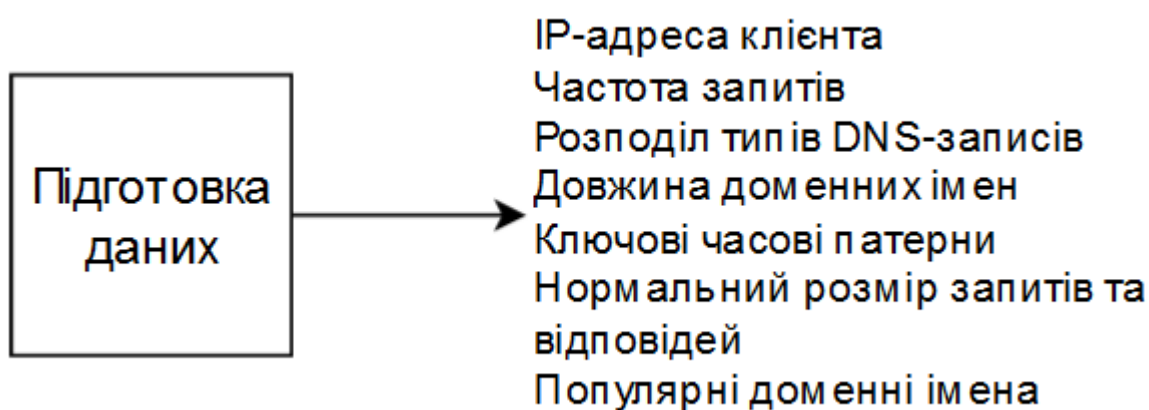 Підготовка
даних
IP-адреса клієнта
Частота запитів
Розподіл типів DNS-записів
Довжина доменних імен
Ключові часові патерни
Нормальний розмір запитів та
відповідей
Популярні доменні імена